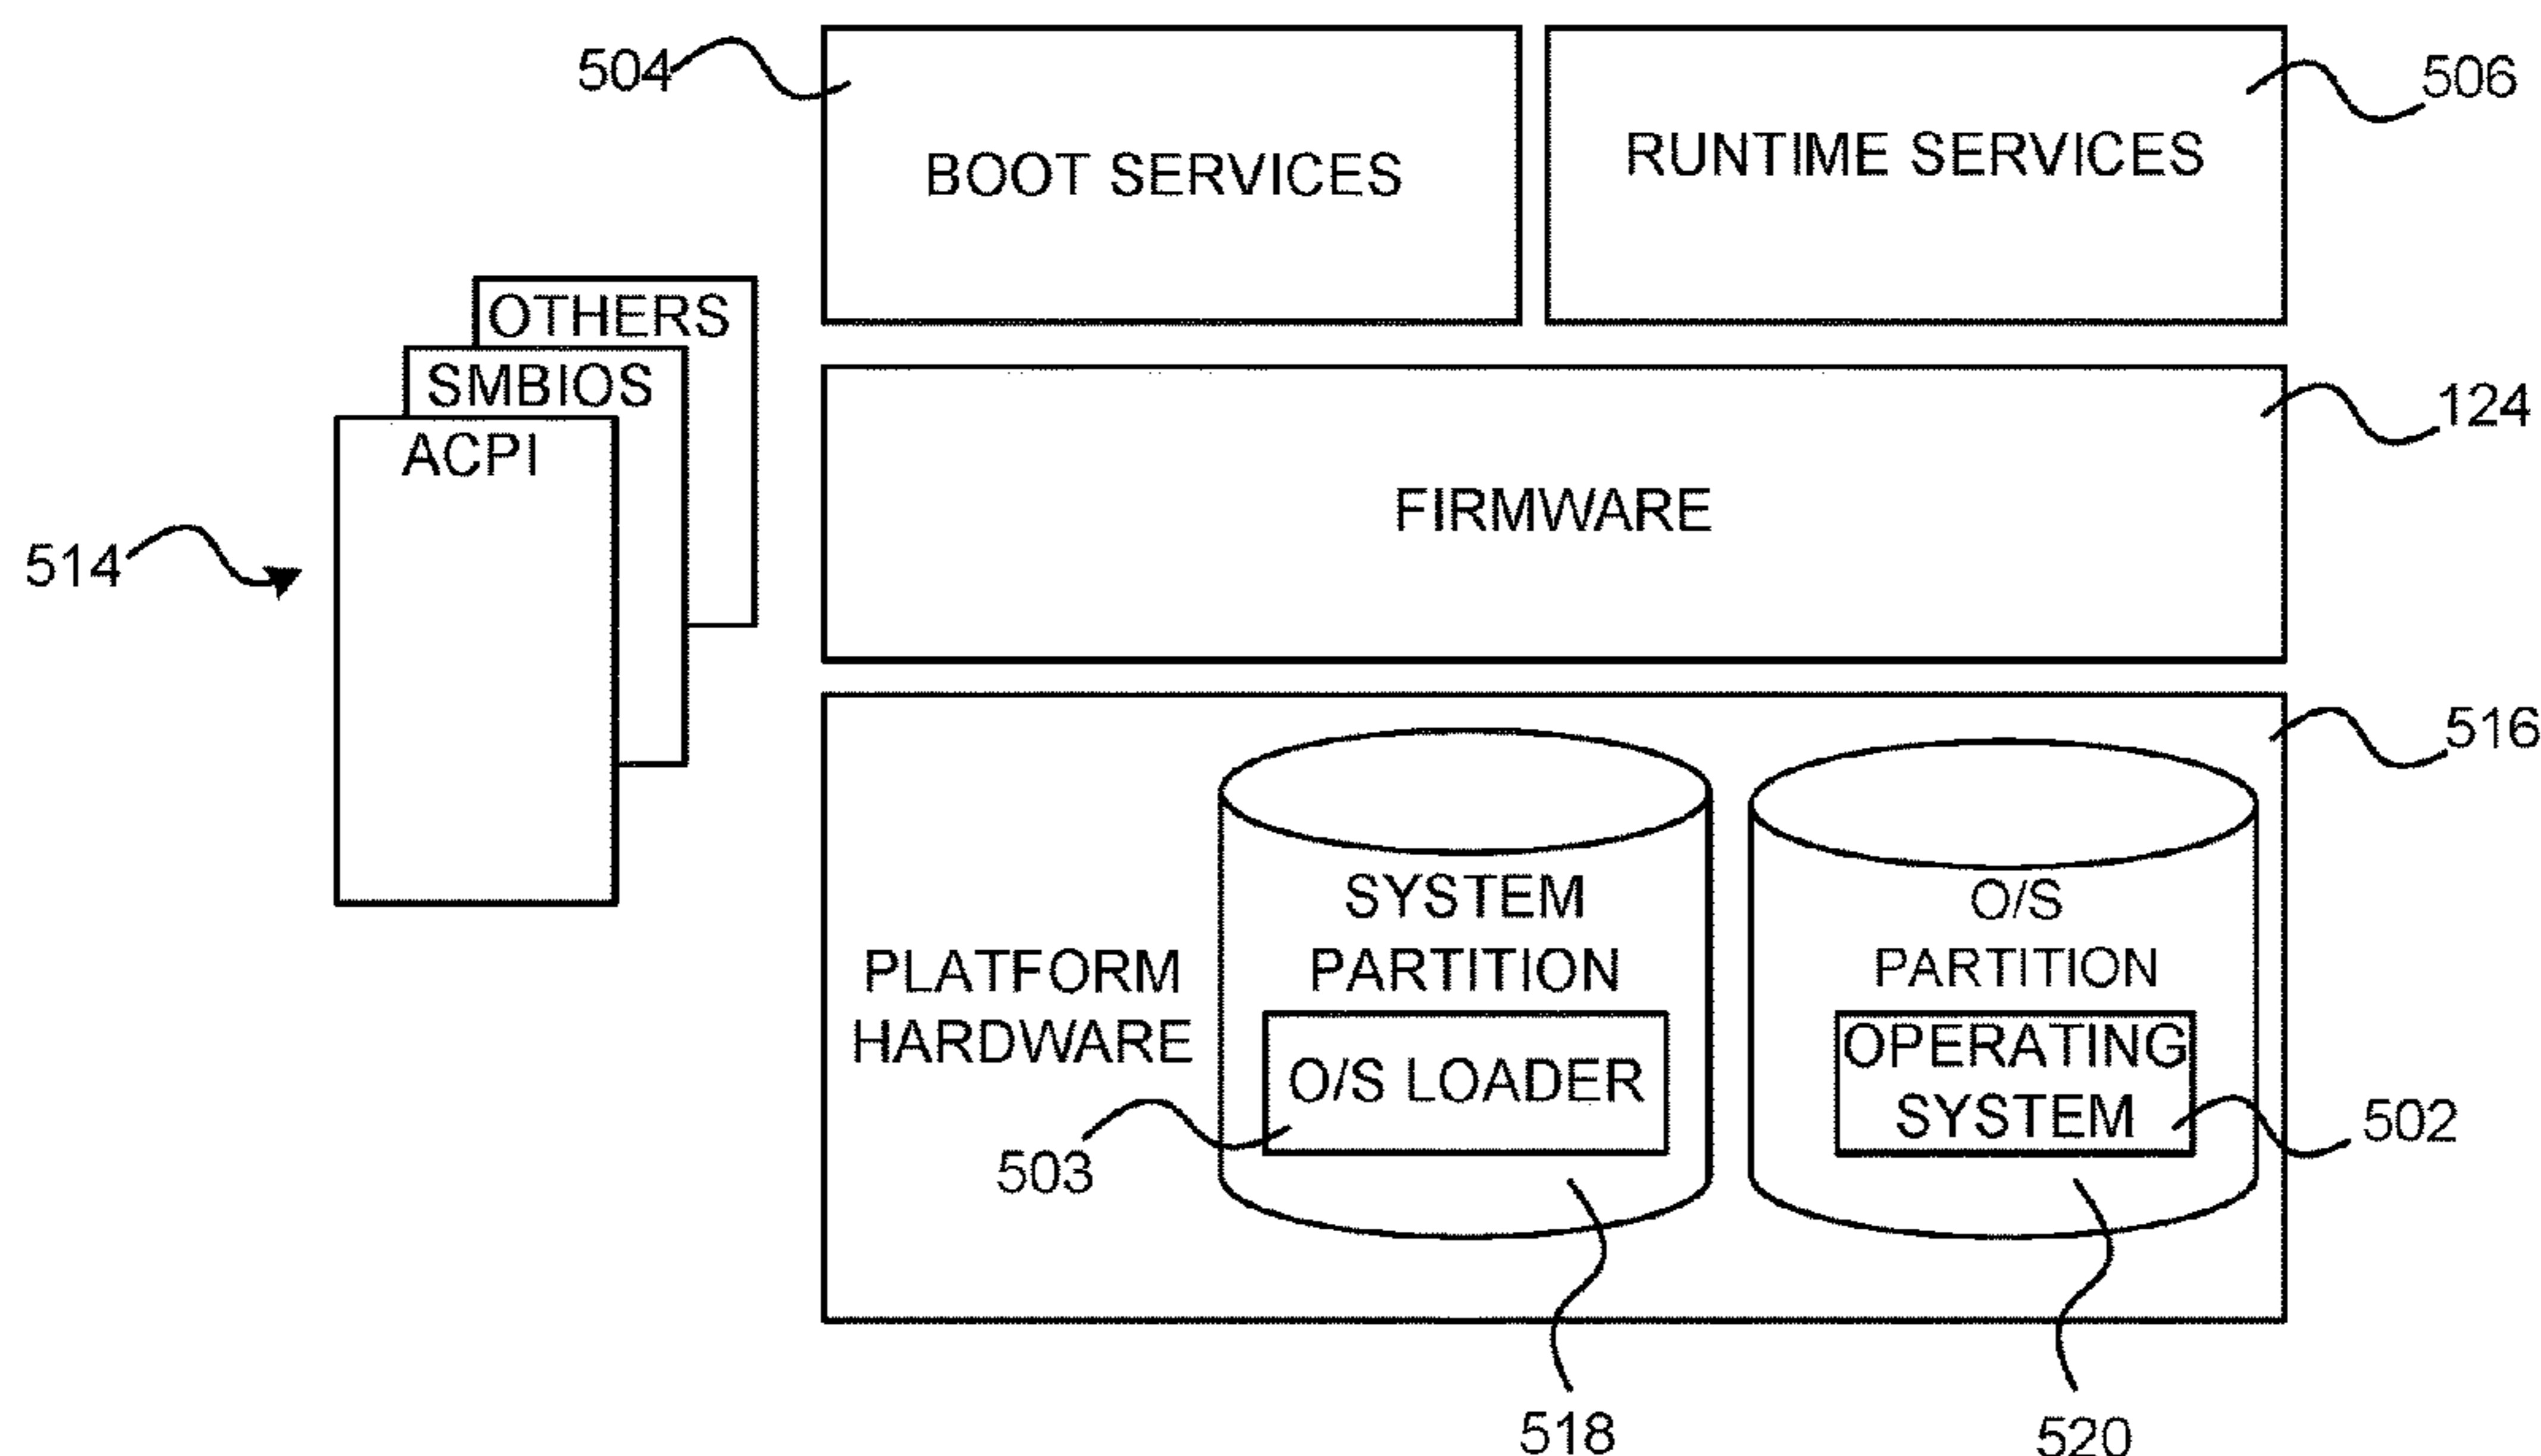 504
BOOT SERVICES
RUNTIME SERVICES
506
OTHERS
SMBIOS
ACPI
514
FIRMWARE
124
516
PLATFORM
HARDWARE
SYSTEM
PARTITION
O/S LOADER
503
O/S
PARTITION
OPERATING
SYSTEM
502
518
520